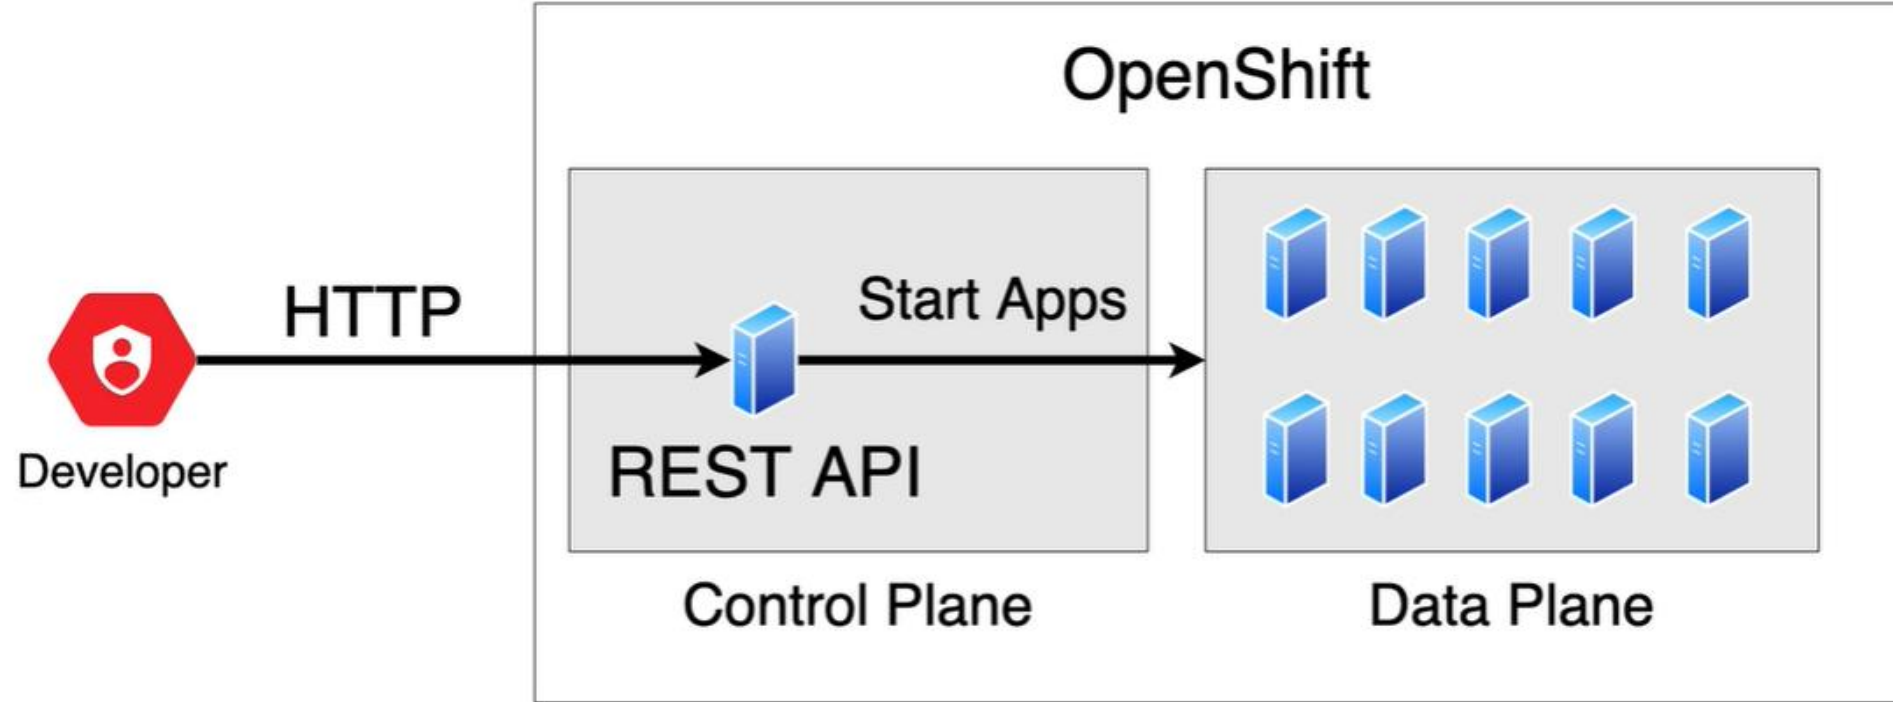 OpenShift
HTTP
Start Apps
Developer
REST API
Control Plane
Data Plane